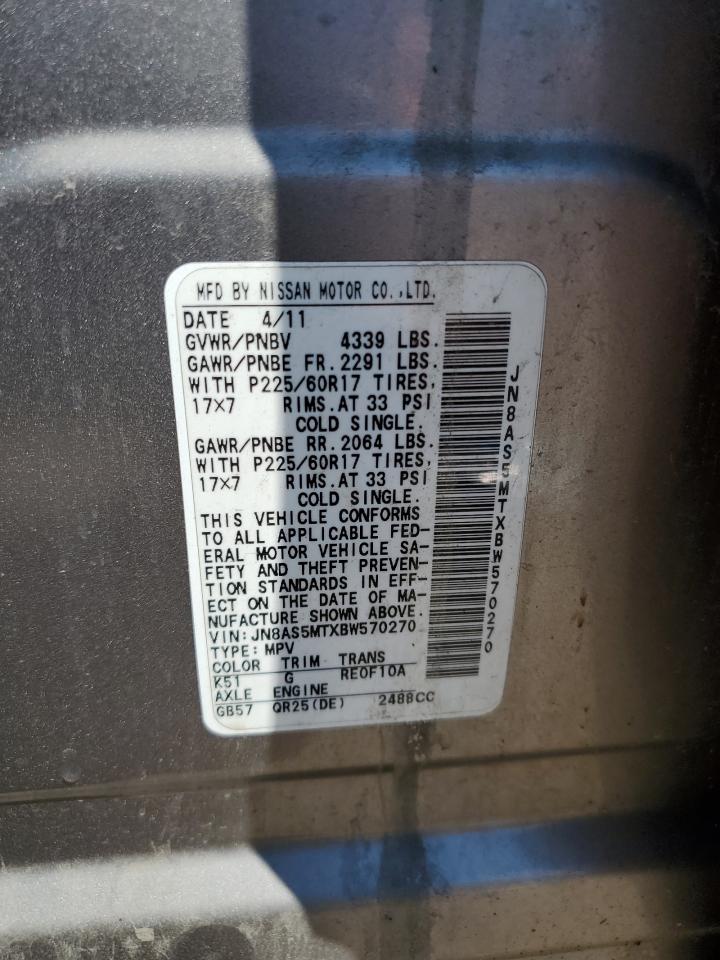 MFD BY NISSAN MOTOR CO.,LTD.
DATE 4/11
GVWR/PNBV 4339 LBS.
GAWR/PNBE FR. 2291 LBS.
WITH P225/60R17 TIRES,
17×7 RIMS. AT 33 PSI
COLD SINGLE.
GAWR/PNBE RR. 2064 LBS.
WITH P225/60R17 TIRES,
17×7 RIMS. AT 33 PSI
COLD SINGLE.
THIS VEHICLE CONFORMS
TO ALL APPLICABLE FED-
ERAL MOTOR VEHICLE SA-
FETY AND THEFT PREVEN-
TION STANDARDS IN EFF-
ECT ON THE DATE OF MA-
NUFACTURE SHOWN ABOVE.
VIN: JN8AS5MTXBW570270
TYPE: MPV
COLOR TRIM TRANS
K51 G RE0F10A
AXLE ENGINE
GB57 QR25(DE) 2488CC
JN8AS5MTXBW570270